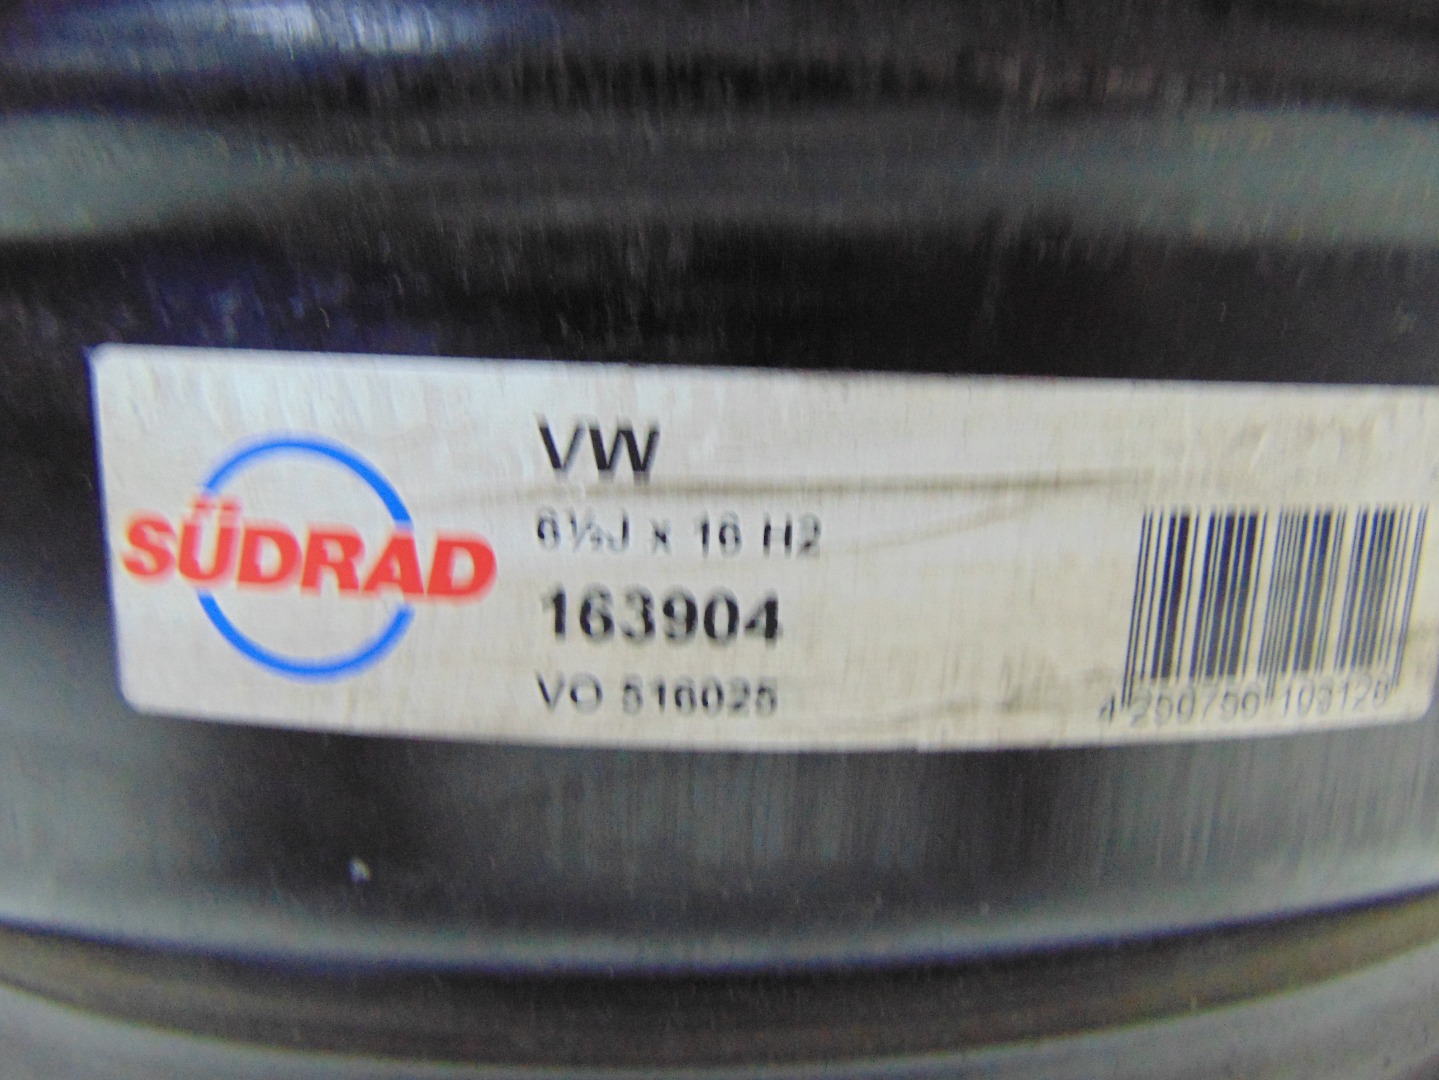 SÜDRAD
VW
6½J x 16 H2
163904
VO 516025